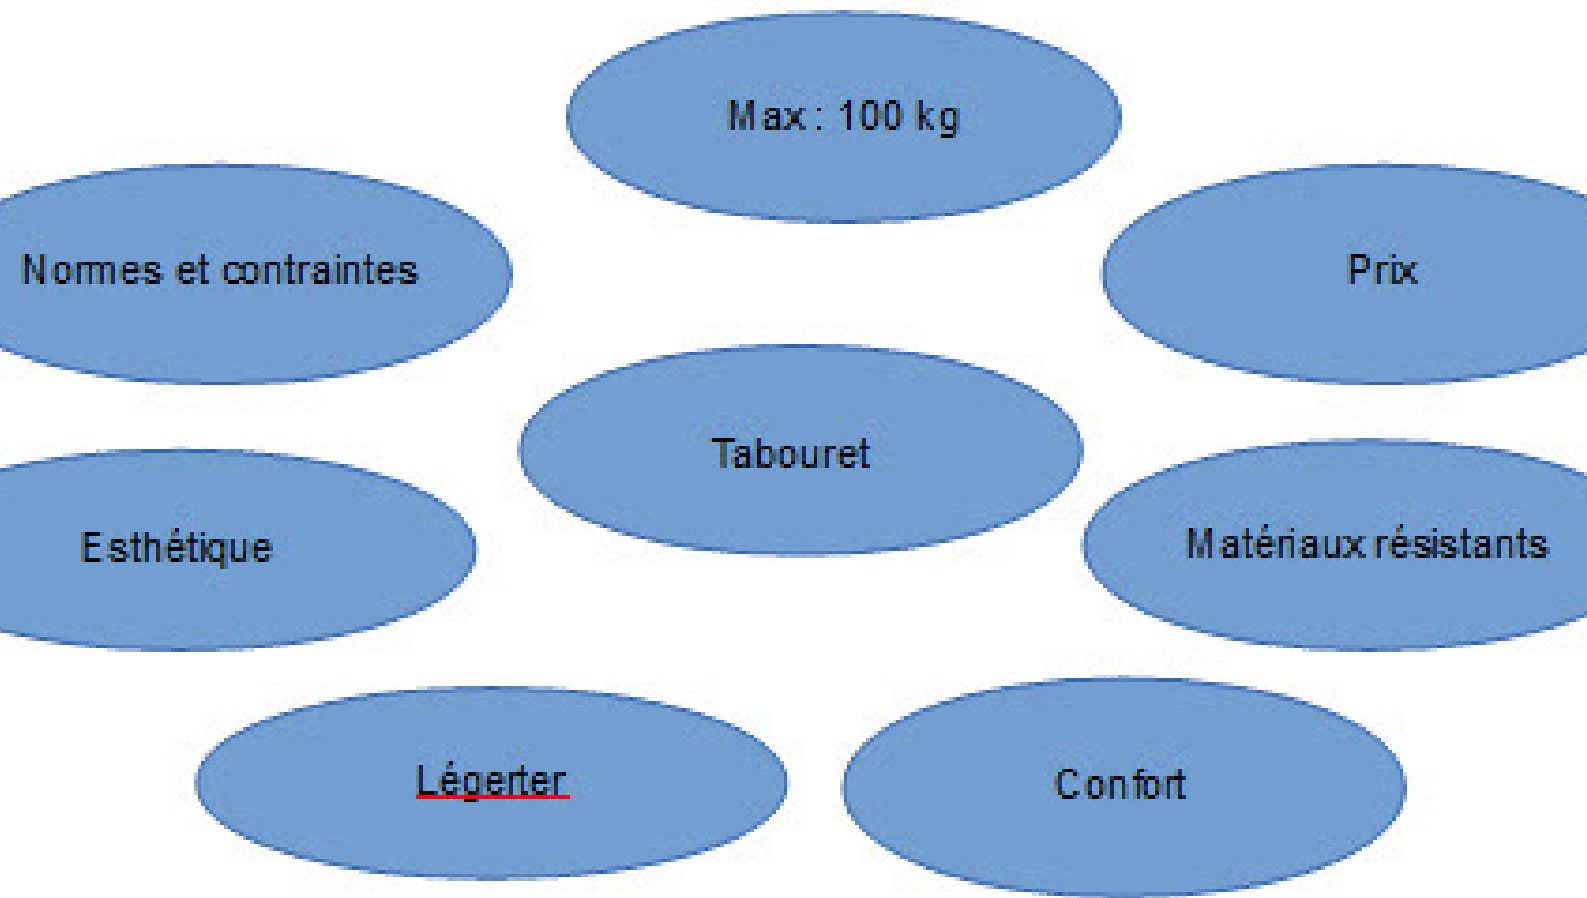 Max : 100 kg
Normes et contraintes
Prix
Tabouret
Esthétique
Matériaux résistants
Légerter
Confort